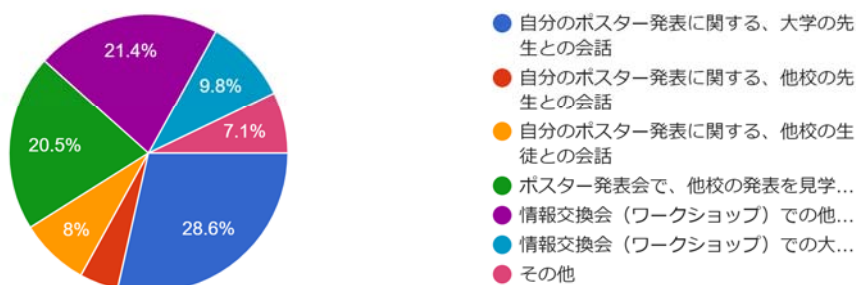 21.4%
9.8%
7.1%
20.5%
8%
28.6%
自分のポスター発表に関する、大学の先
生との会話
自分のポスター発表に関する、他校の先
生との会話
自分のポスター発表に関する、他校の生
徒との会話
ポスター発表会で、他校の発表を見学...
情報交換会（ワークショップ）での他...
情報交換会（ワークショップ）での大...
その他